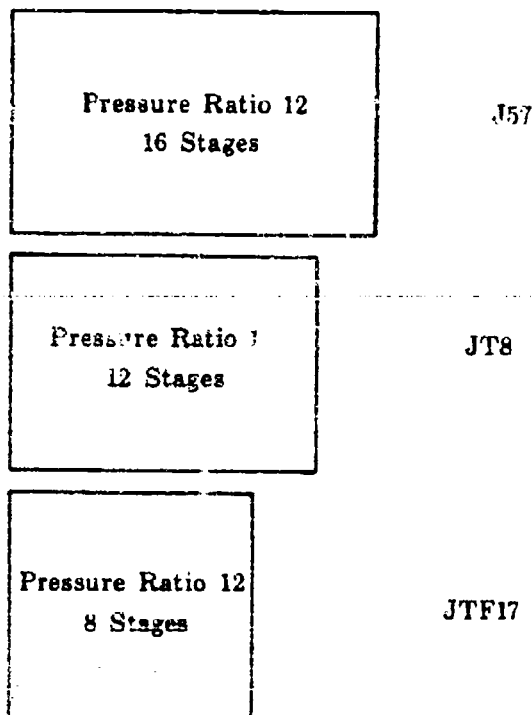 Pressure Ratio 12
16 Stages
J57
Pressure Ratio
12 Stages
JT8
Pressure Ratio 12
8 Stages
JTF17